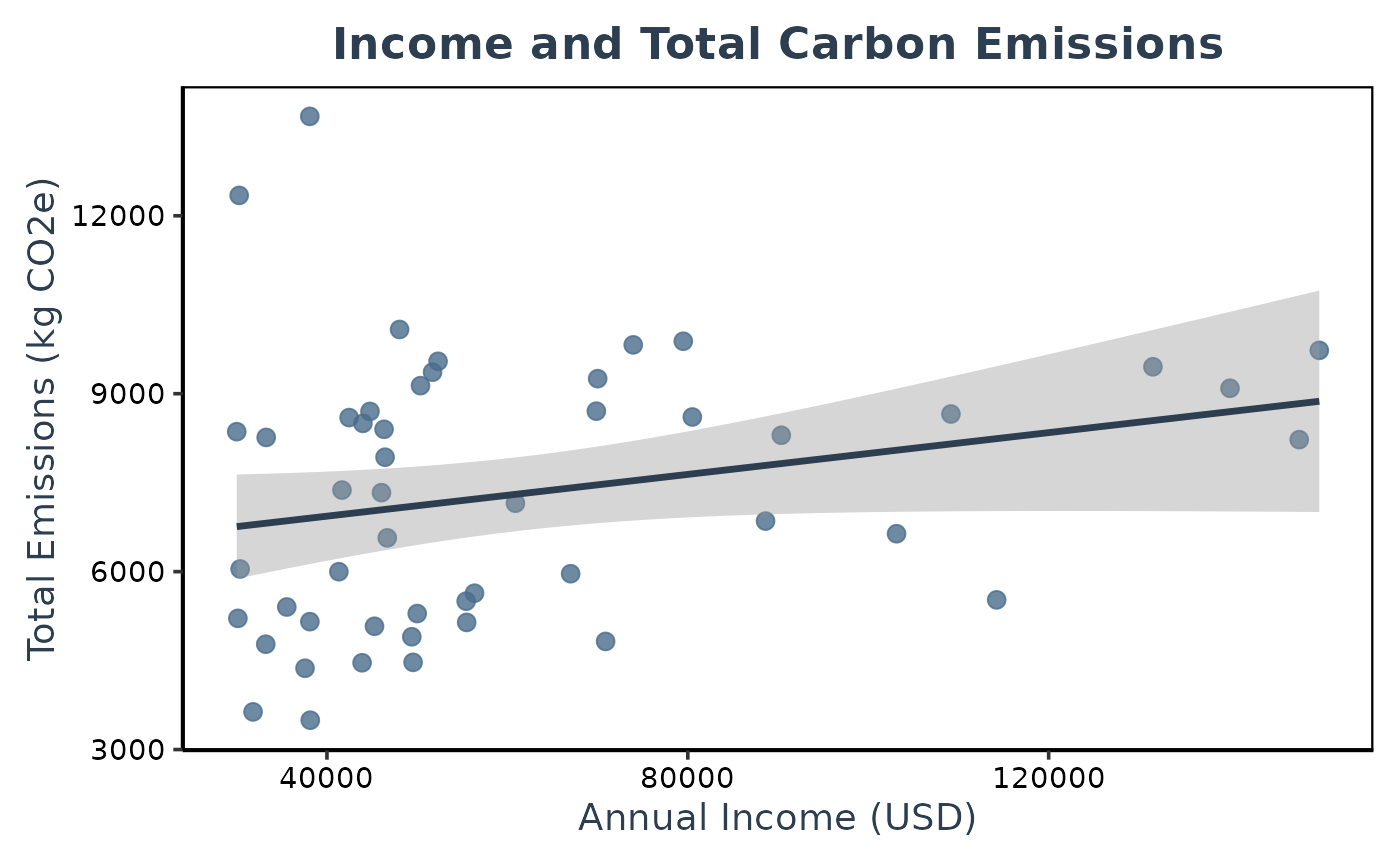 Income and Total Carbon Emissions
Total Emissions (kg CO2e)
12000
9000
6000
3000
40000 80000 120000
Annual Income (USD)